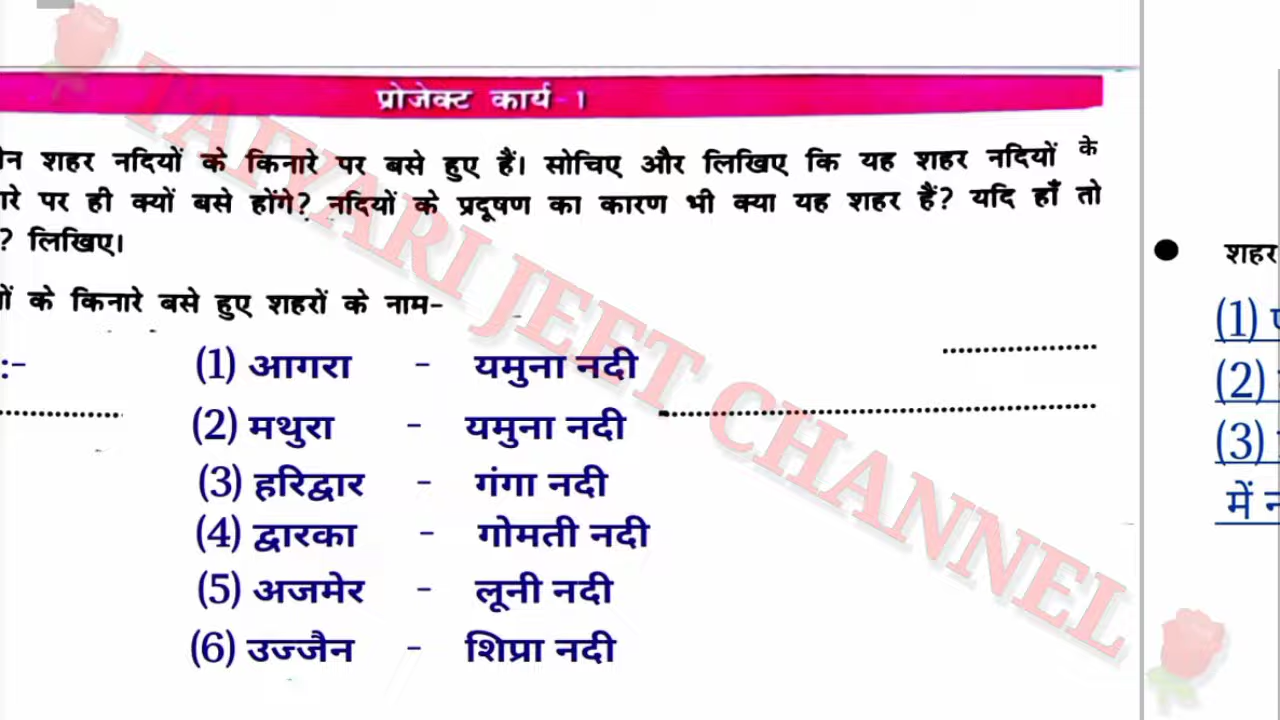 प्रोजेक्ट कार्य-1
शहर नदियों के किनारे पर बसे हुए हैं। सोचिए और लिखिए कि यह शहर नदियों के
पर ही क्यों बसे होंगे? नदियों के प्रदूषण का कारण भी क्या यह शहर हैं? यदि हाँ तो
? लिखिए।
के किनारे बसे हुए शहरों के नाम-
:-
(1) आगरा - यमुना नदी
(2) मथुरा - यमुना नदी
(3) हरिद्वार - गंगा नदी
(4) द्वारका - गोमती नदी
(5) अजमेर - लूनी नदी
(6) उज्जैन - शिप्रा नदी
TAIYARI JEET CHANNEL
● शहर
(1)
(2)
(3)
में